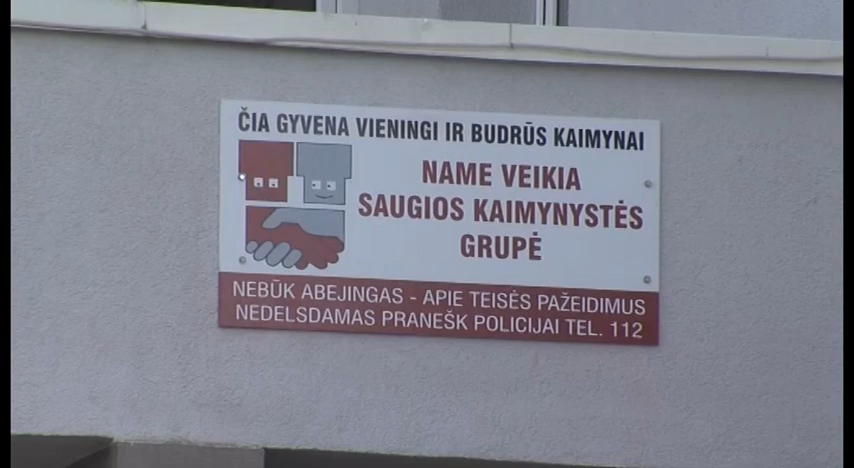 ČIA GYVENA VIENINGI IR BUDRŪS KAIMYNAI
NAME VEIKIA
SAUGIOS KAIMYNYSTĖS
GRUPĖ
NEBŪK ABEJINGAS - APIE TEISĖS PAŽEIDIMUS
NEDELSDAMAS PRANEŠK POLICIJAI TEL. 112